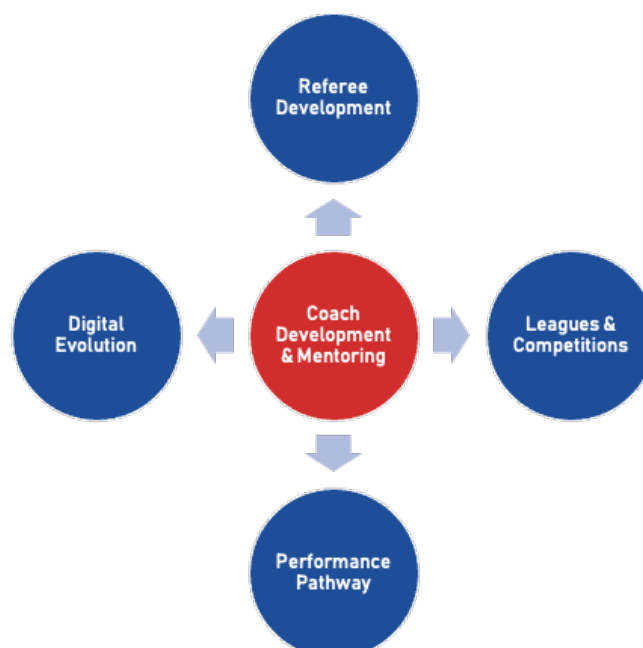 Referee
Development
Digital
Evolution
Coach
Development
& Mentoring
Leagues &
Competitions
Performance
Pathway